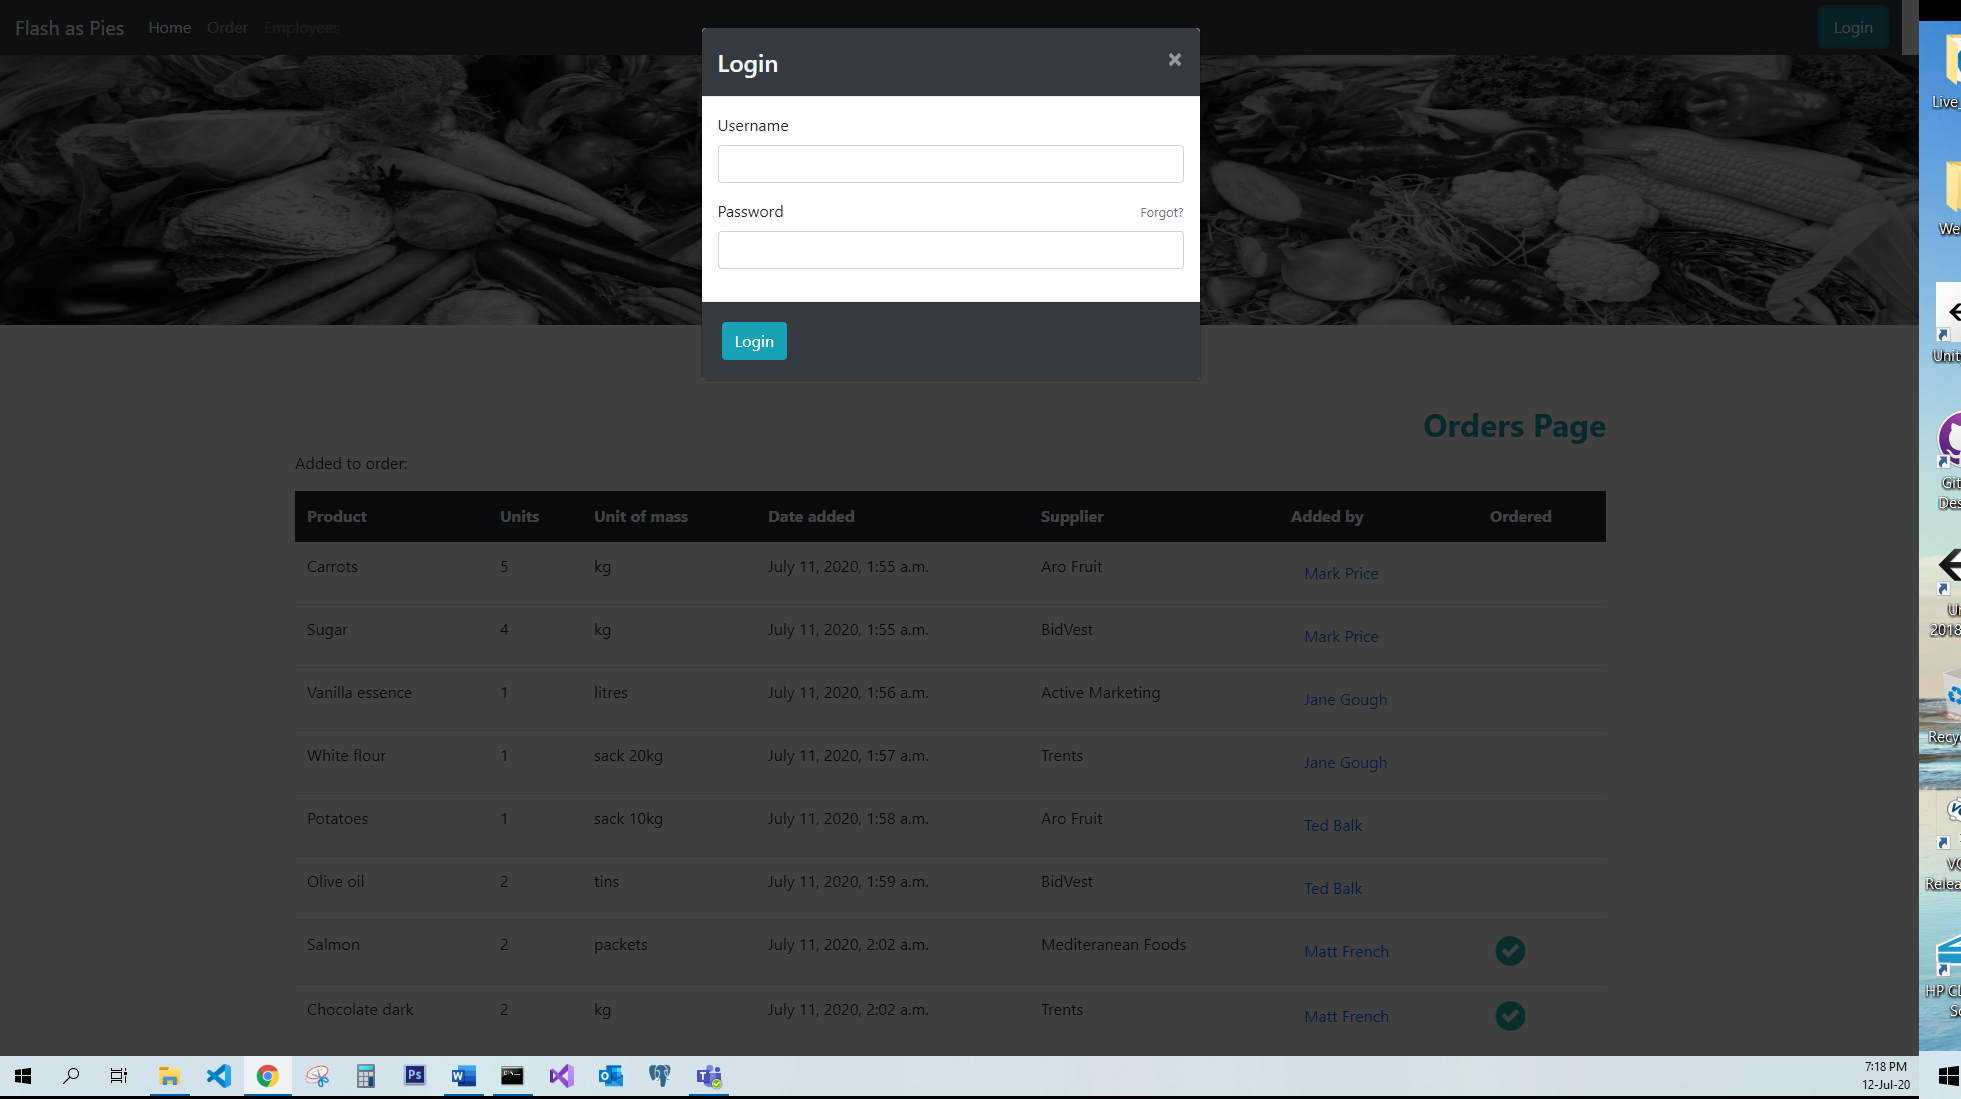 Flash as Pies Home Order Employees Login
Login ×
Username
Password Forgot?
Login
Orders Page
Added to order:
Product Units Unit of mass Date added Supplier Added by Ordered
Carrots 5 kg July 11, 2020, 1:55 a.m. Aro Fruit Mark Price
Sugar 4 kg July 11, 2020, 1:55 a.m. BidVest Mark Price
Vanilla essence 1 litres July 11, 2020, 1:56 a.m. Active Marketing Jane Gough
White flour 1 sack 20kg July 11, 2020, 1:57 a.m. Trents Jane Gough
Potatoes 1 sack 10kg July 11, 2020, 1:58 a.m. Aro Fruit Ted Balk
Olive oil 2 tins July 11, 2020, 1:59 a.m. BidVest Ted Balk
Salmon 2 packets July 11, 2020, 2:02 a.m. Mediteranean Foods Matt French
Chocolate dark 2 kg July 11, 2020, 2:02 a.m. Trents Matt French
Ps
7:18 PM
12-Jul-20
Live_
We
Unit
Git
Des
Un
2018
Recyc
VC
Relea
HP CL
Sc